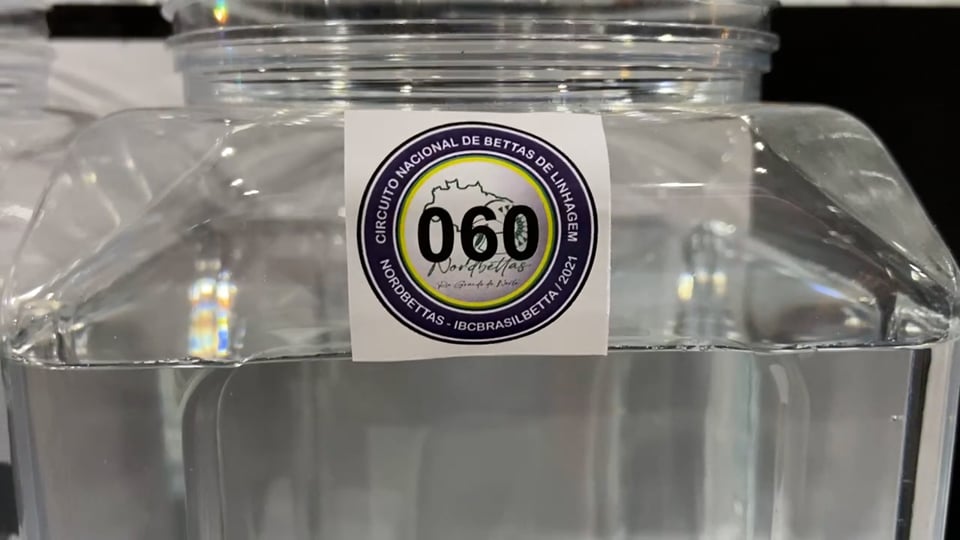 CIRCUITO NACIONAL DE BETTAS DE LINHAGEM
060
Nordbettas
Rio Grande do Norte
NORDBETTAS - IBCBRASILBETTA / 2021